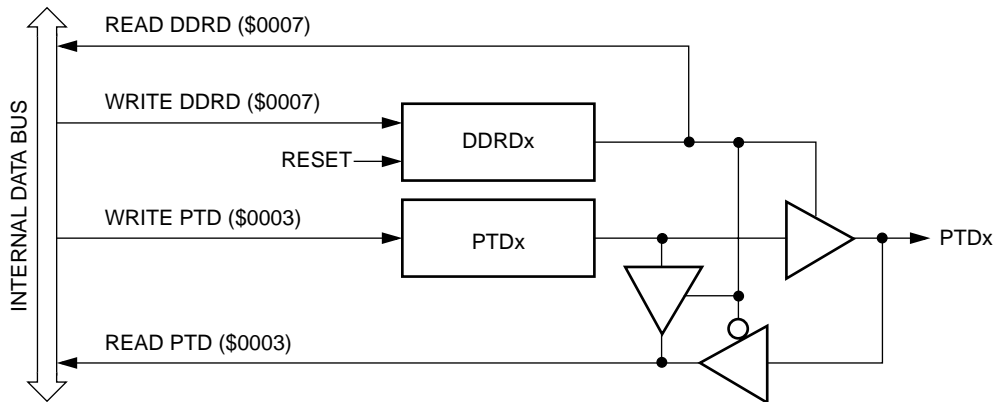 READ DDRD ($0007)
WRITE DDRD ($0007)
DDRDx
RESET
WRITE PTD ($0003)
PTDx
PTDx
READ PTD ($0003)
INTERNAL DATA BUS